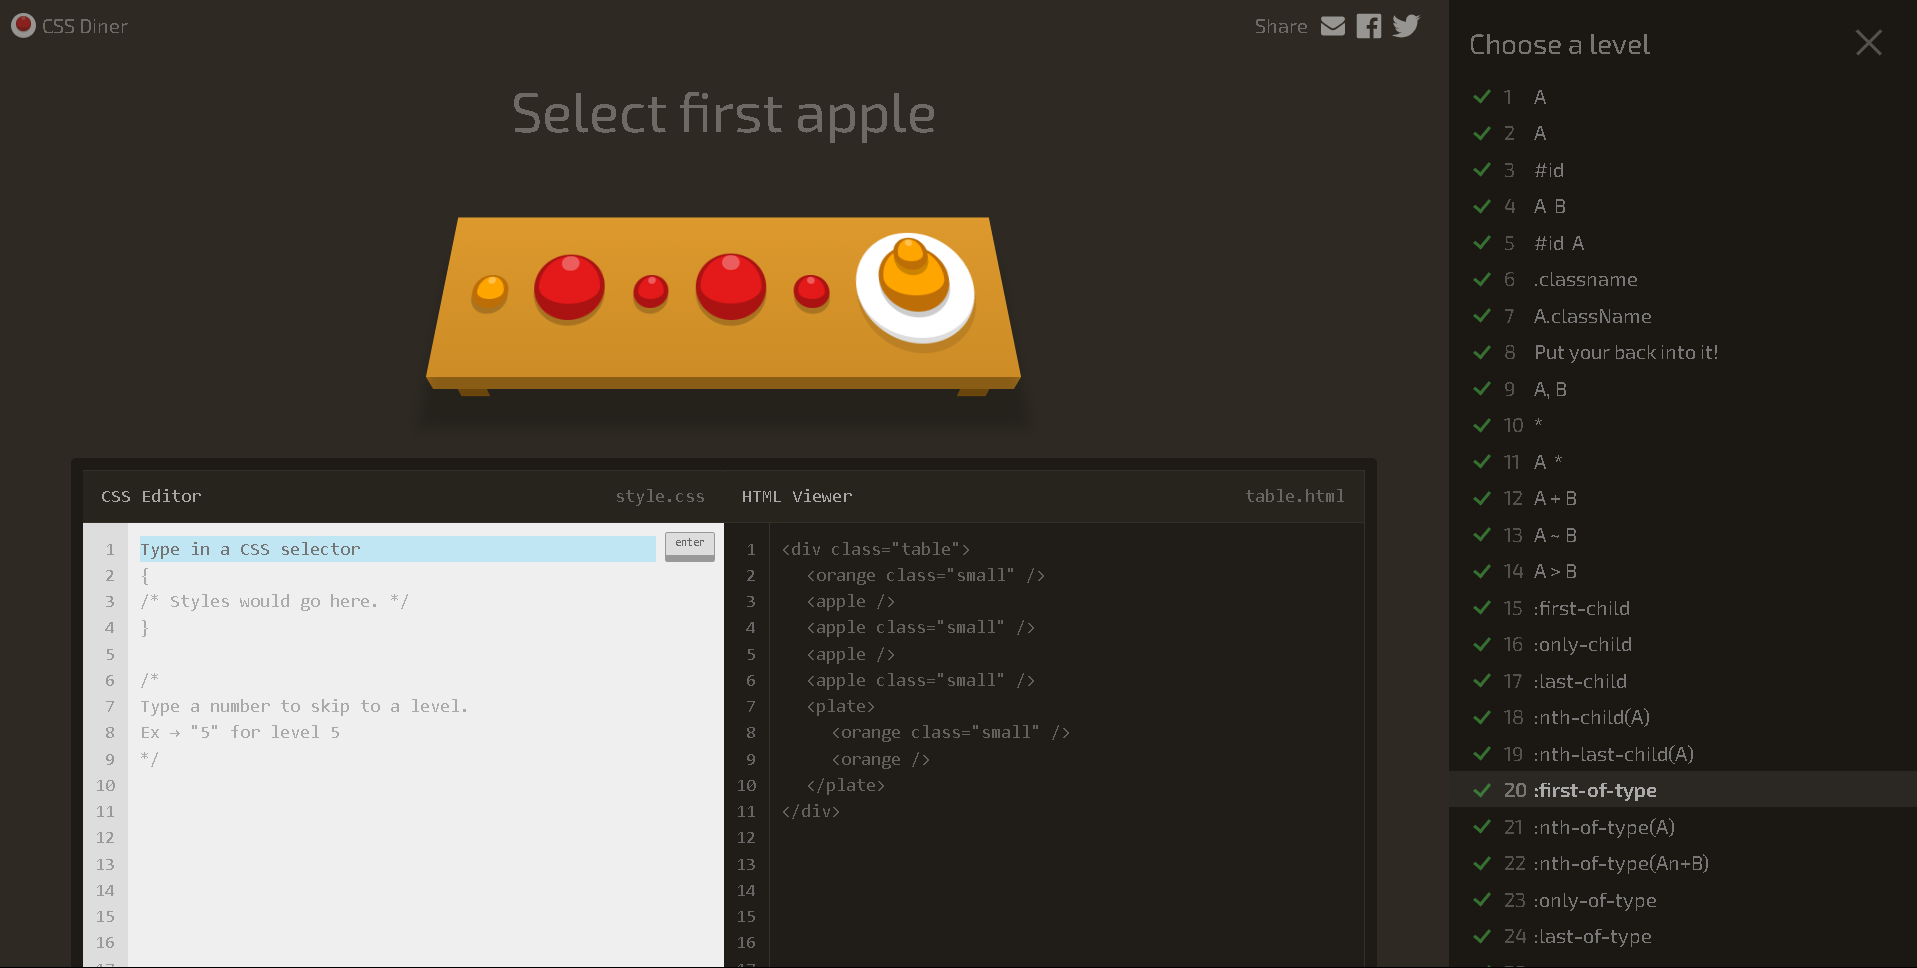 CSS Diner
Share
Select first apple
CSS Editor
style.css
1 Type in a CSS selector
enter
2 {
3 /* Styles would go here. */
4 }
5
6 /*
7 Type a number to skip to a level.
8 Ex → "5" for level 5
9 */
10
11
12
13
14
15
16
HTML Viewer
table.html
1 <div class="table">
2 <orange class="small" />
3 <apple />
4 <apple class="small" />
5 <apple />
6 <apple class="small" />
7 <plate>
8 <orange class="small" />
9 <orange />
10 </plate>
11 </div>
12
13
14
15
16
Choose a level
1 A
2 A
3 #id
4 A B
5 #id A
6 .classname
7 A.className
8 Put your back into it!
9 A, B
10 *
11 A *
12 A + B
13 A ~ B
14 A > B
15 :first-child
16 :only-child
17 :last-child
18 :nth-child(A)
19 :nth-last-child(A)
20 :first-of-type
21 :nth-of-type(A)
22 :nth-of-type(An+B)
23 :only-of-type
24 :last-of-type